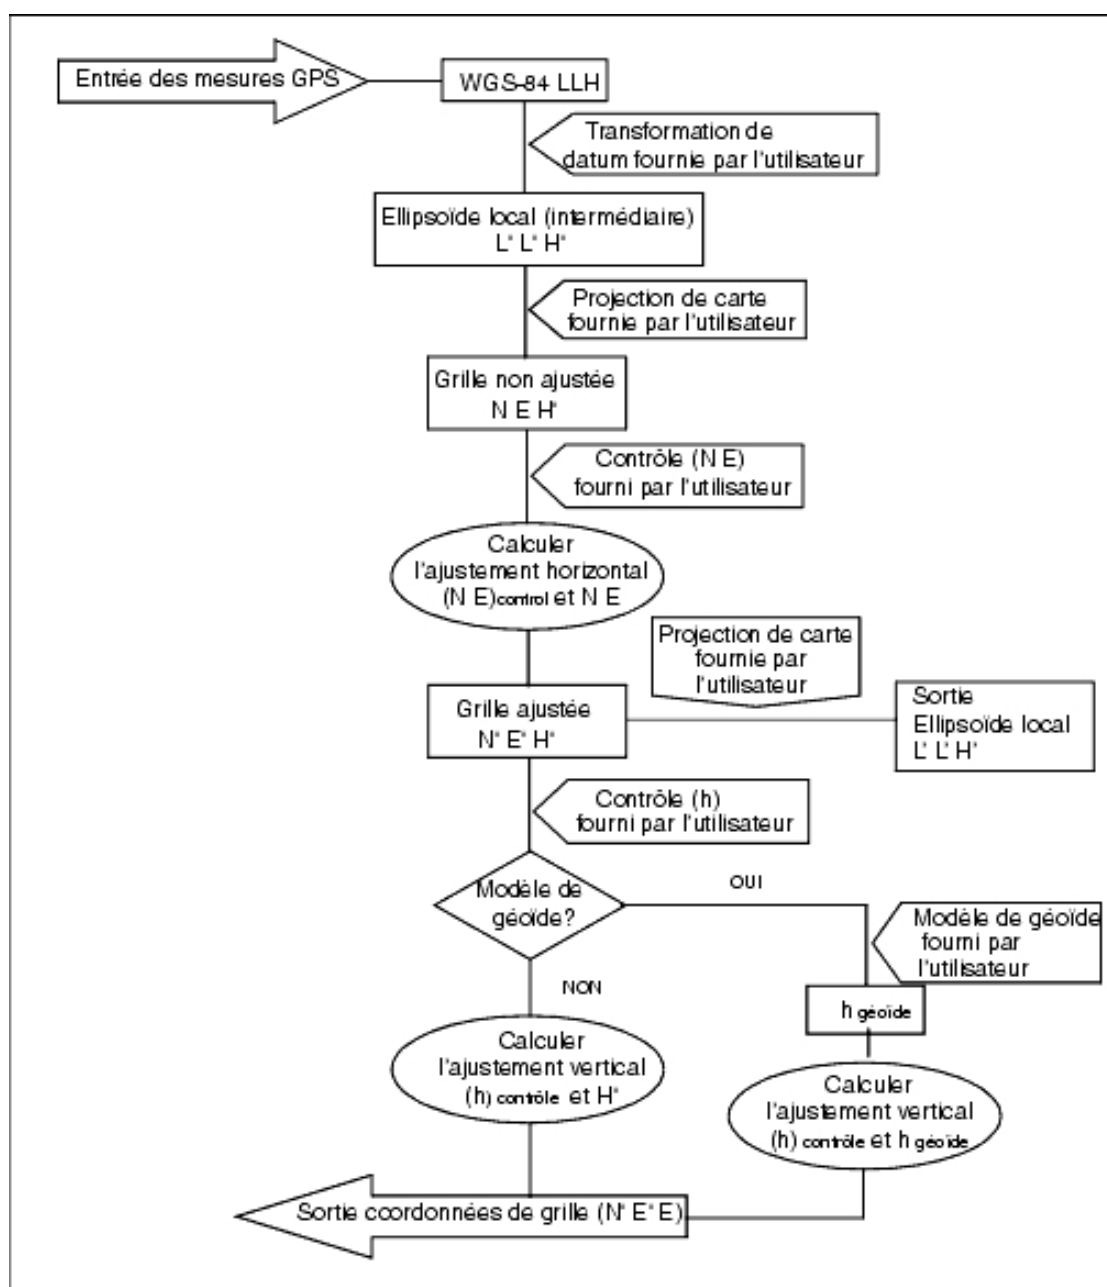 Entrée des mesures GPS
WGS-84 LLH
Transformation de
datum fournie par l'utilisateur
Ellipsoïde local (intermédiaire)
L' L' H'
Projection de carte
fournie par l'utilisateur
Grille non ajustée
N E H'
Contrôle (N E)
fourni par l'utilisateur
Calculer
l'ajustement horizontal
(N E)control et N E
Projection de carte
fournie par
l'utilisateur
Grille ajustée
N' E' H'
Sortie
Ellipsoïde local
L' L' H'
Contrôle (h)
fourni par l'utilisateur
Modèle de
géoïde?
OUI
Modèle de géoïde
fourni par
l'utilisateur
NON
h géoïde
Calculer
l'ajustement vertical
(h) contrôle et H'
Calculer
l'ajustement vertical
(h) contrôle et h géoïde
Sortie coordonnées de grille (N' E' E)